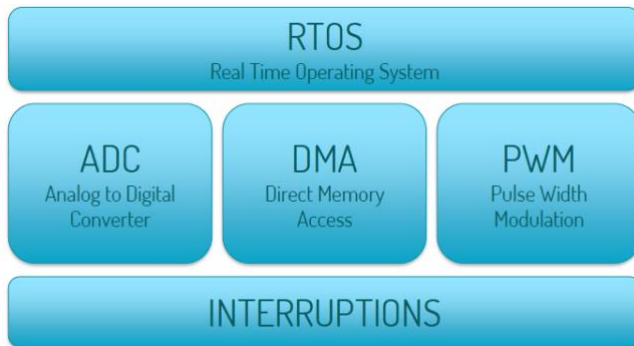 RTOS
Real Time Operating System
ADC
Analog to Digital
Converter
DMA
Direct Memory
Access
PWM
Pulse Width
Modulation
INTERRUPTIONS